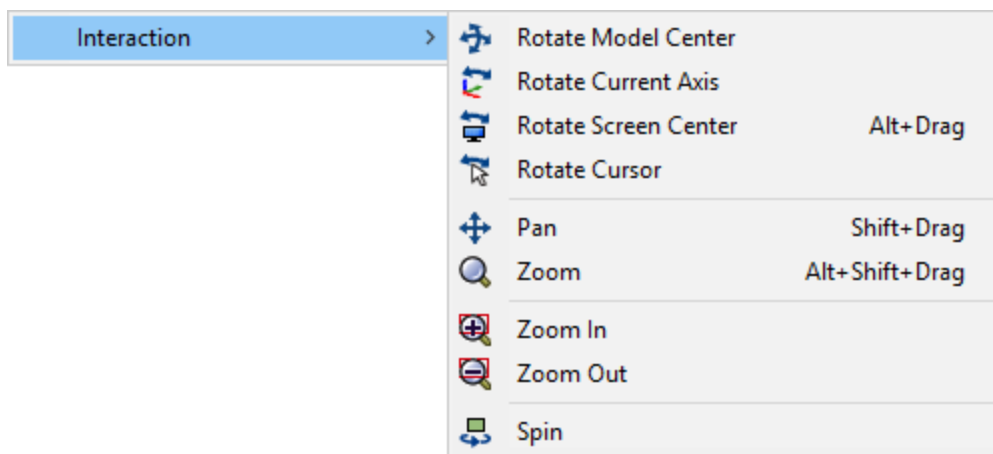 Interaction >
Rotate Model Center
Rotate Current Axis
Rotate Screen Center Alt+Drag
Rotate Cursor
Pan Shift+Drag
Zoom Alt+Shift+Drag
Zoom In
Zoom Out
Spin